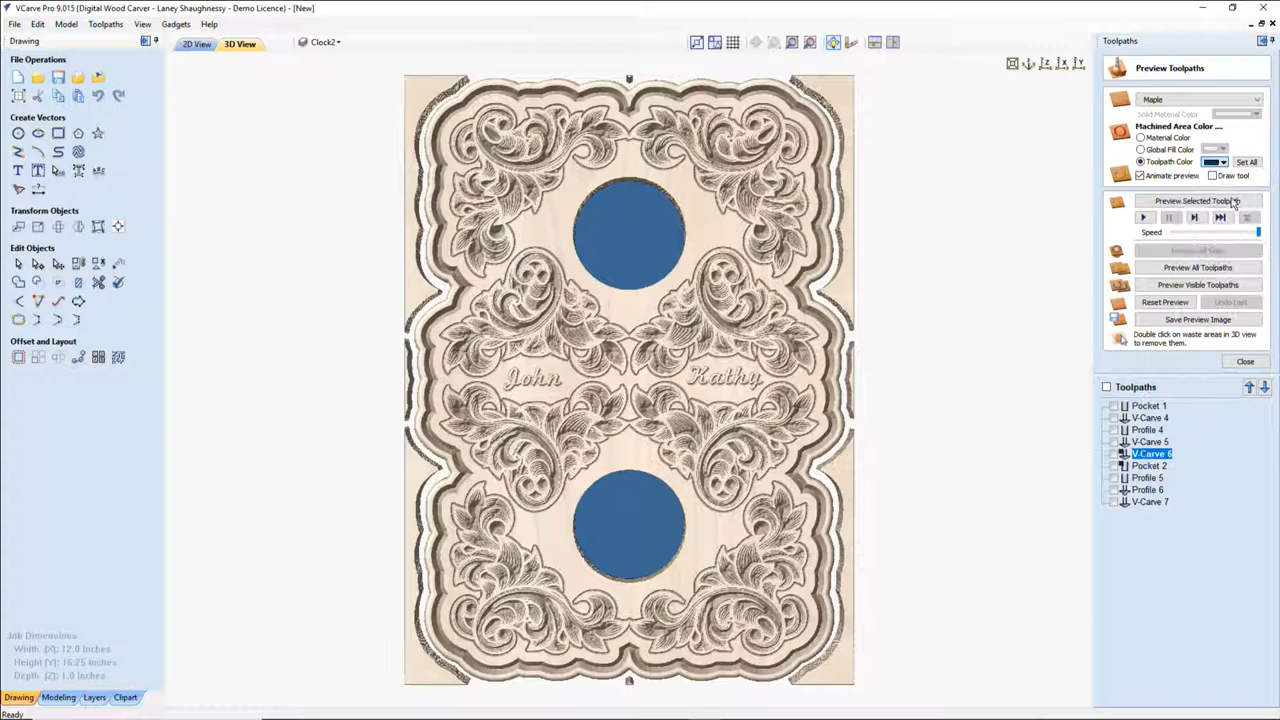 VCarve Pro 9.015 {Digital Wood Carver - Laney Shaughnessy - Demo Licence} - [New]
File Edit Model Toolpaths View Gadgets Help
Drawing
2D View 3D View Clock2
Toolpaths
File Operations
Create Vectors
Transform Objects
Edit Objects
Offset and Layout
Job Dimensions
Width (X): 12.0 Inches
Height (Y): 16.25 Inches
Depth (Z): 1.0 Inches
Drawing Modeling Layers Clipart
Ready
John Kathy
Preview Toolpaths
Maple
Solid Material Color
Machined Area Color ....
Material Color
Global Fill Color
Toolpath Color Set All
Animate preview Draw tool
Preview Selected Toolpath
Speed
Preview All Toolpaths
Preview Visible Toolpaths
Reset Preview Undo Last
Save Preview Image
Double click on waste areas in 3D view
to remove them.
Close
Toolpaths
Pocket 1
V-Carve 4
Profile 4
V-Carve 5
V-Carve 6
Pocket 2
Profile 5
Profile 6
V-Carve 7